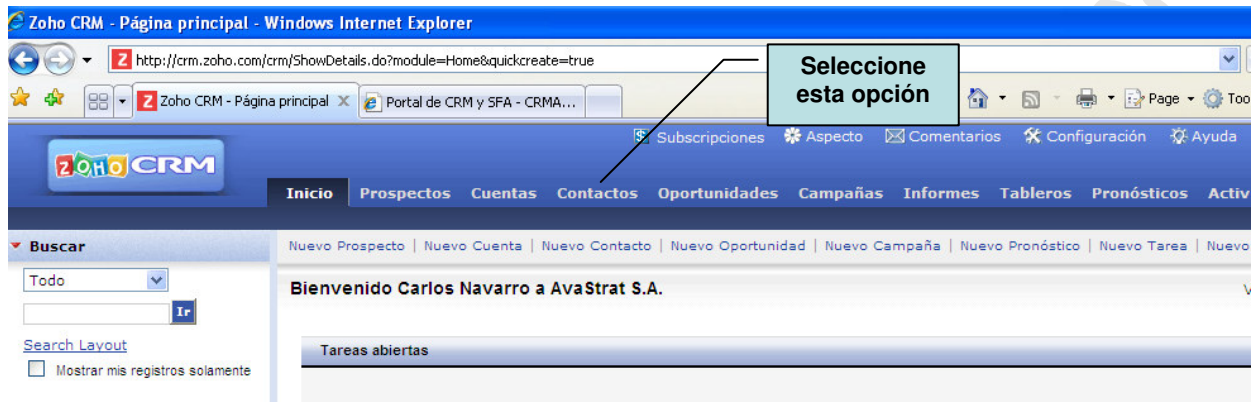 Zoho CRM - Página principal - Windows Internet Explorer
http://crm.zoho.com/crm/ShowDetails.do?module=Home&quickcreate=true
Seleccione
esta opción
Zoho CRM - Página principal
Portal de CRM y SFA - CRMA...
Page
Too
Subscripciones Aspecto Comentarios Configuración Ayuda
ZOHO CRM
Inicio Prospectos Cuentas Contactos Oportunidades Campañas Informes Tableros Pronósticos Activ
Buscar
Nuevo Prospecto | Nuevo Cuenta | Nuevo Contacto | Nuevo Oportunidad | Nuevo Campaña | Nuevo Pronóstico | Nuevo Tarea | Nuevo
Todo
Bienvenido Carlos Navarro a AvaStrat S.A.
Ir
Search Layout
Tareas abiertas
Mostrar mis registros solamente